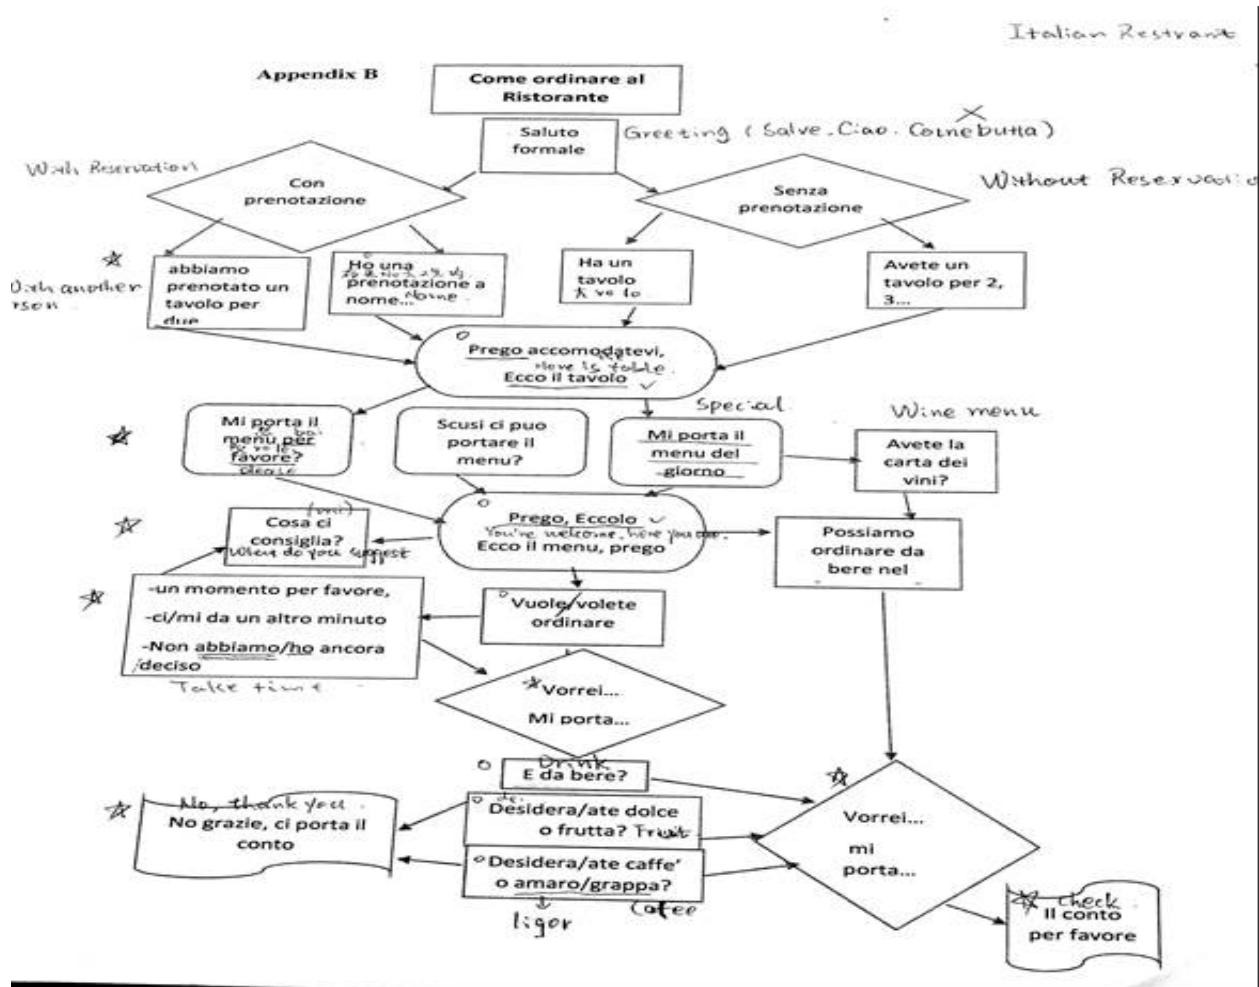 Italian Restrant
Appendix B
Come ordinare al
Ristorante
Saluto
formale
Greeting (Salve. Ciao.
With Reservation
Con
prenotazione
Senza
prenotazione
Without Reservatio
abbiamo
prenotato un
tavolo per
due
Ho una
prenotazione a
nome... Name.
Ha un
tavolo
Avete un
tavolo per 2,
3...
Prego accomodatevi,
Here is table.
Ecco il tavolo
Special
Wine menu
Mi porta il
menu per
favore?
please
Scusi ci puo
portare il
menu?
Mi porta il
menu del
giorno
Avete la
carta dei
vini?
(mi)
Cosa ci
consiglia?
What do you suggest
Prego, Eccolo
You're welcome, here you are.
Ecco il menu, prego
Possiamo
ordinare da
bere nel
-un momento per favore,
-ci/mi da un altro minuto
-Non abbiamo/ho ancora
deciso
Take time
Vuole/volete
ordinare
Vorrei...
Mi porta...
Drink
E da bere?
No, thank you.
No grazie, ci porta il
conto
Desidera/ate dolce
o frutta? Fruit
Desidera/ate caffe'
o amaro/grappa?
ligor
Cofee
Vorrei...
mi
porta...
Check.
Il conto
per favore